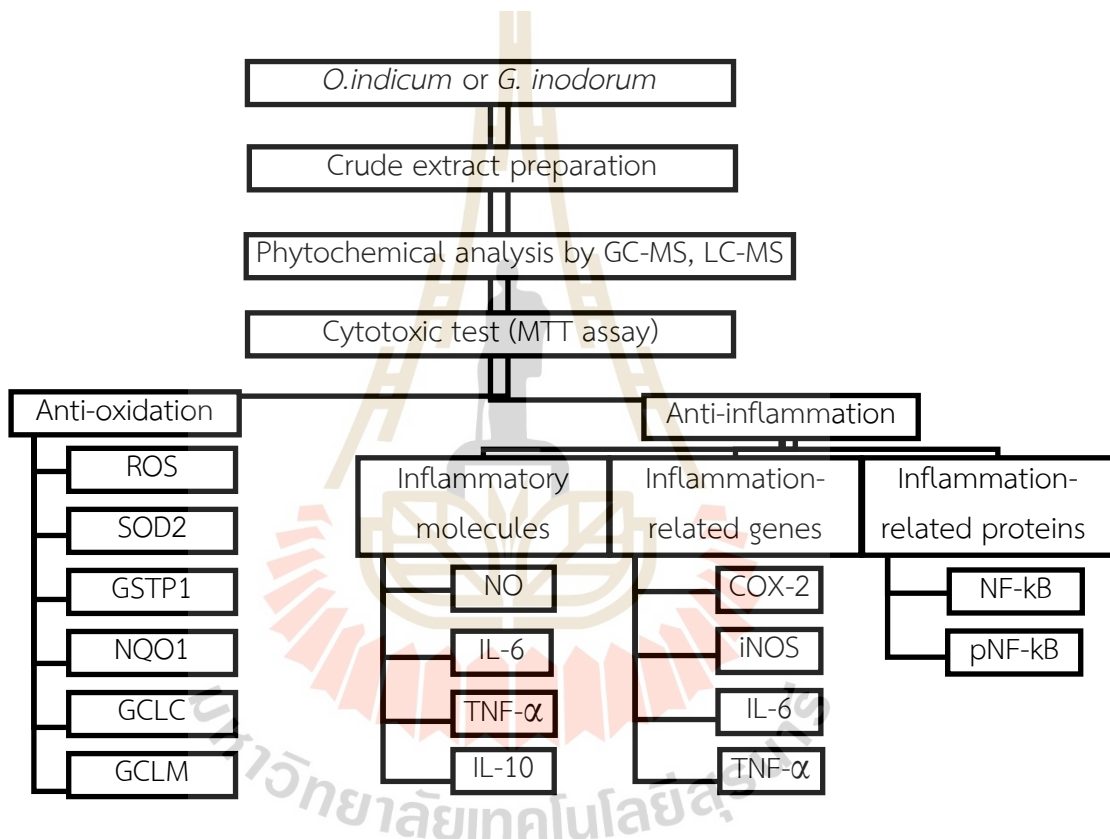 O.indicum or G. inodorum
Crude extract preparation
Phytochemical analysis by GC-MS, LC-MS
Cytotoxic test (MTT assay)
Anti-oxidation
ROS
SOD2
GSTP1
NQO1
GCLC
GCLM
Anti-inflammation
Inflammatory
molecules
NO
IL-6
TNF-α
IL-10
Inflammation-
related genes
COX-2
iNOS
IL-6
TNF-α
Inflammation-
related proteins
NF-kB
pNF-kB
มหาวิทยาลัยเทคโนโลยีสุรนารี